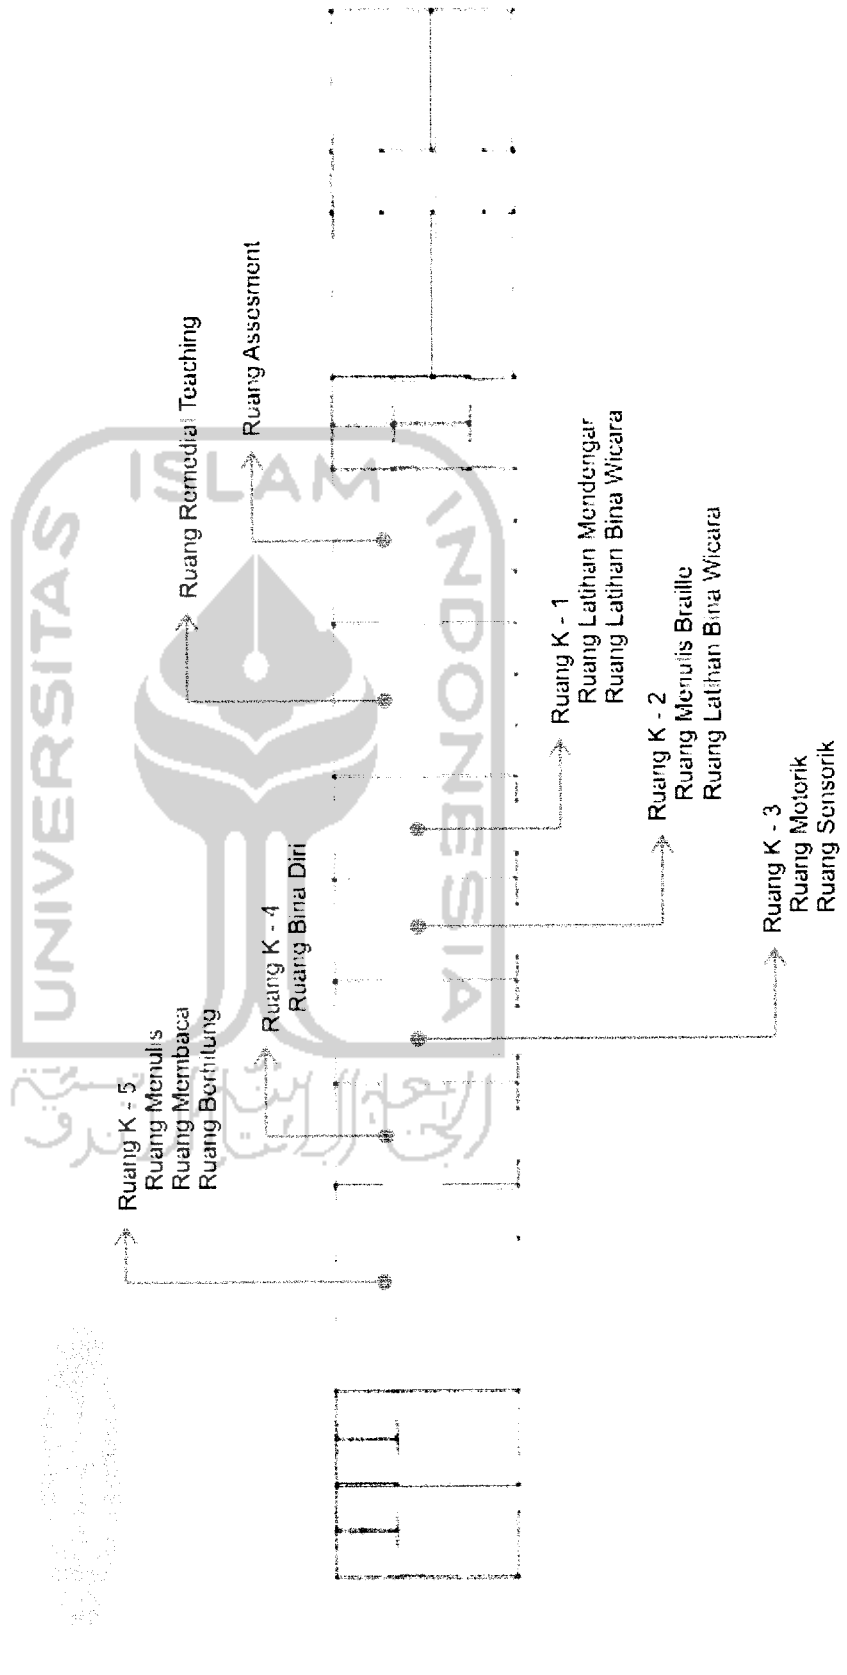 Ruang K - 5
Ruang Menulis
Ruang Membaca
Ruang Berhitung
Ruang K - 4
Ruang Bina Diri
Ruang Remedial Teaching
Ruang Assesment
Ruang K - 1
Ruang Latihan Mendengar
Ruang Latihan Bina Wicara
Ruang K - 2
Ruang Menulis Braille
Ruang Latihan Bina Wicara
Ruang K - 3
Ruang Motorik
Ruang Sensorik
UNIVERSITAS
ISLAM
INDONESIA